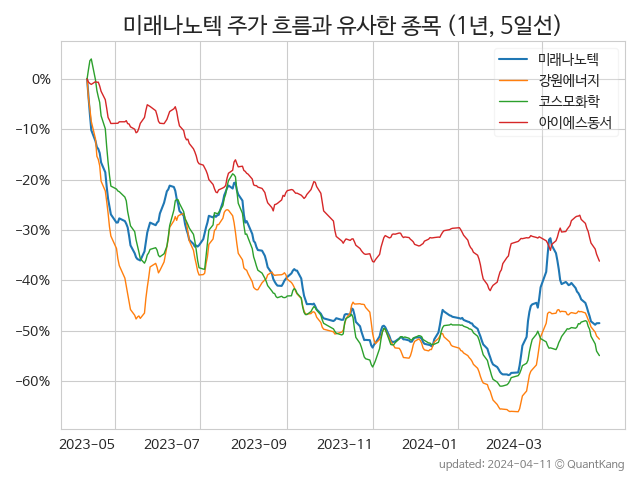 미래나노텍 주가 흐름과 유사한 종목 (1년, 5일선)
미래나노텍
강원에너지
코스모화학
아이에스동서
0%
−10%
−20%
−30%
−40%
−50%
−60%
2023-05 2023-07 2023-09 2023-11 2024-01 2024-03
updated: 2024-04-11 © QuantKang